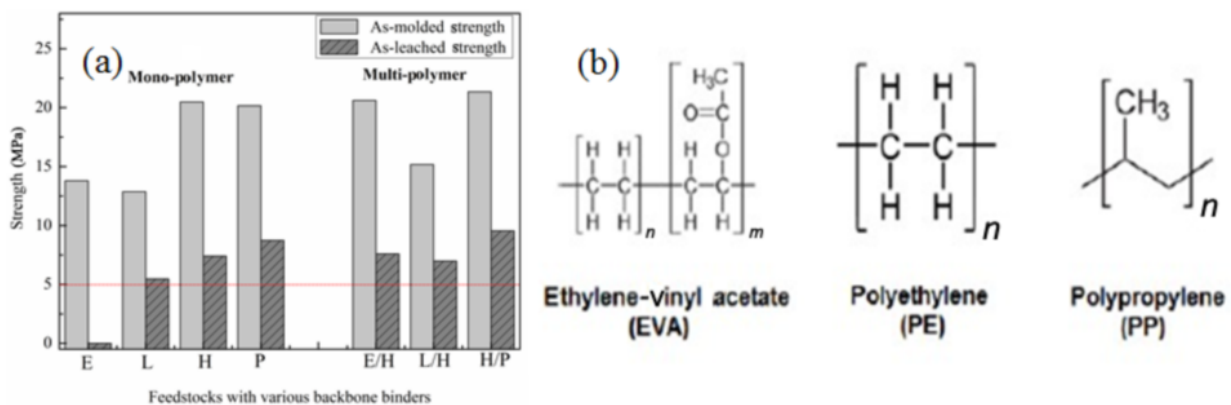 (a)
As-molded strength
As-leached strength
Mono-polymer
Multi-polymer
Strength (MPa)
25
20
15
10
5
0
E L H P E/H L/H H/P
Feedstocks with various backbone binders
(b)
H₃C
O=C
H H H O
C C C C
H H H H
n m
Ethylene-vinyl acetate
(EVA)
H H
C C
H H
n
Polyethylene
(PE)
CH₃
n
Polypropylene
(PP)